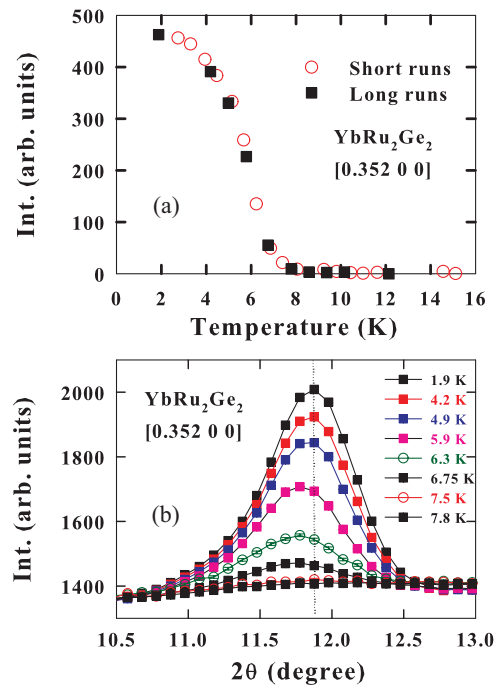 500
400
300
200
100
0
Int. (arb. units)
Short runs
Long runs
YbRu₂Ge₂
[0.352 0 0]
(a)
0 2 4 6 8 10 12 14 16
Temperature (K)
2000
1800
1600
1400
Int. (arb. units)
YbRu₂Ge₂
[0.352 0 0]
1.9 K
4.2 K
4.9 K
5.9 K
6.3 K
6.75 K
7.5 K
7.8 K
(b)
10.5 11.0 11.5 12.0 12.5 13.0
2θ (degree)